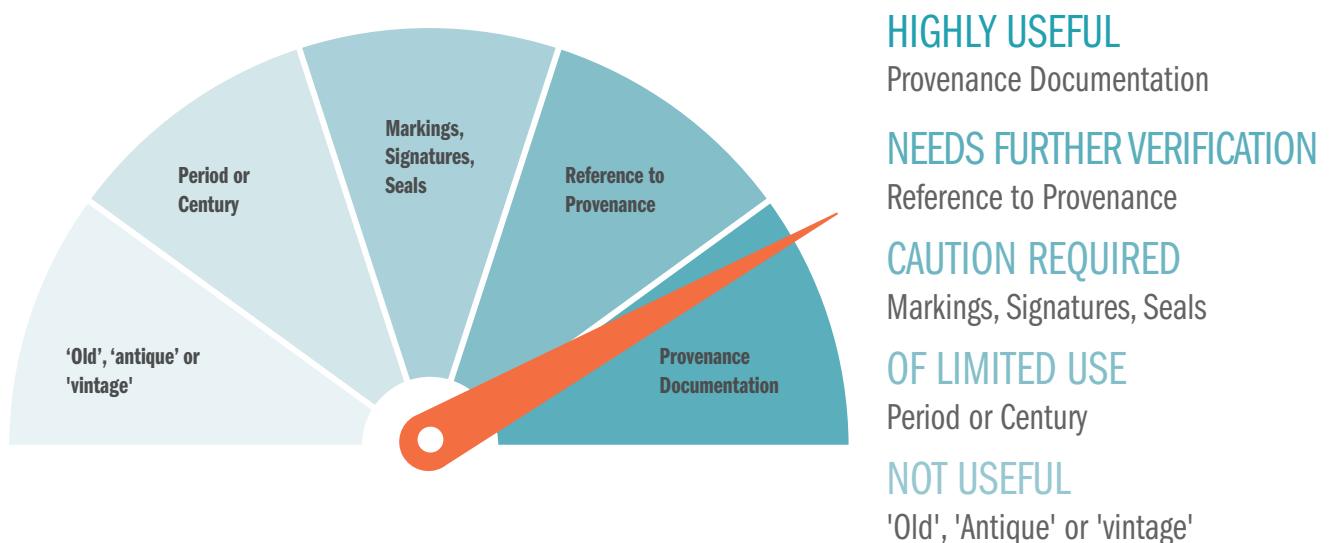 'Old', 'antique' or
'vintage'
Period or
Century
Markings,
Signatures,
Seals
Reference to
Provenance
Provenance
Documentation
HIGHLY USEFUL
Provenance Documentation
NEEDS FURTHER VERIFICATION
Reference to Provenance
CAUTION REQUIRED
Markings, Signatures, Seals
OF LIMITED USE
Period or Century
NOT USEFUL
'Old', 'Antique' or 'vintage'